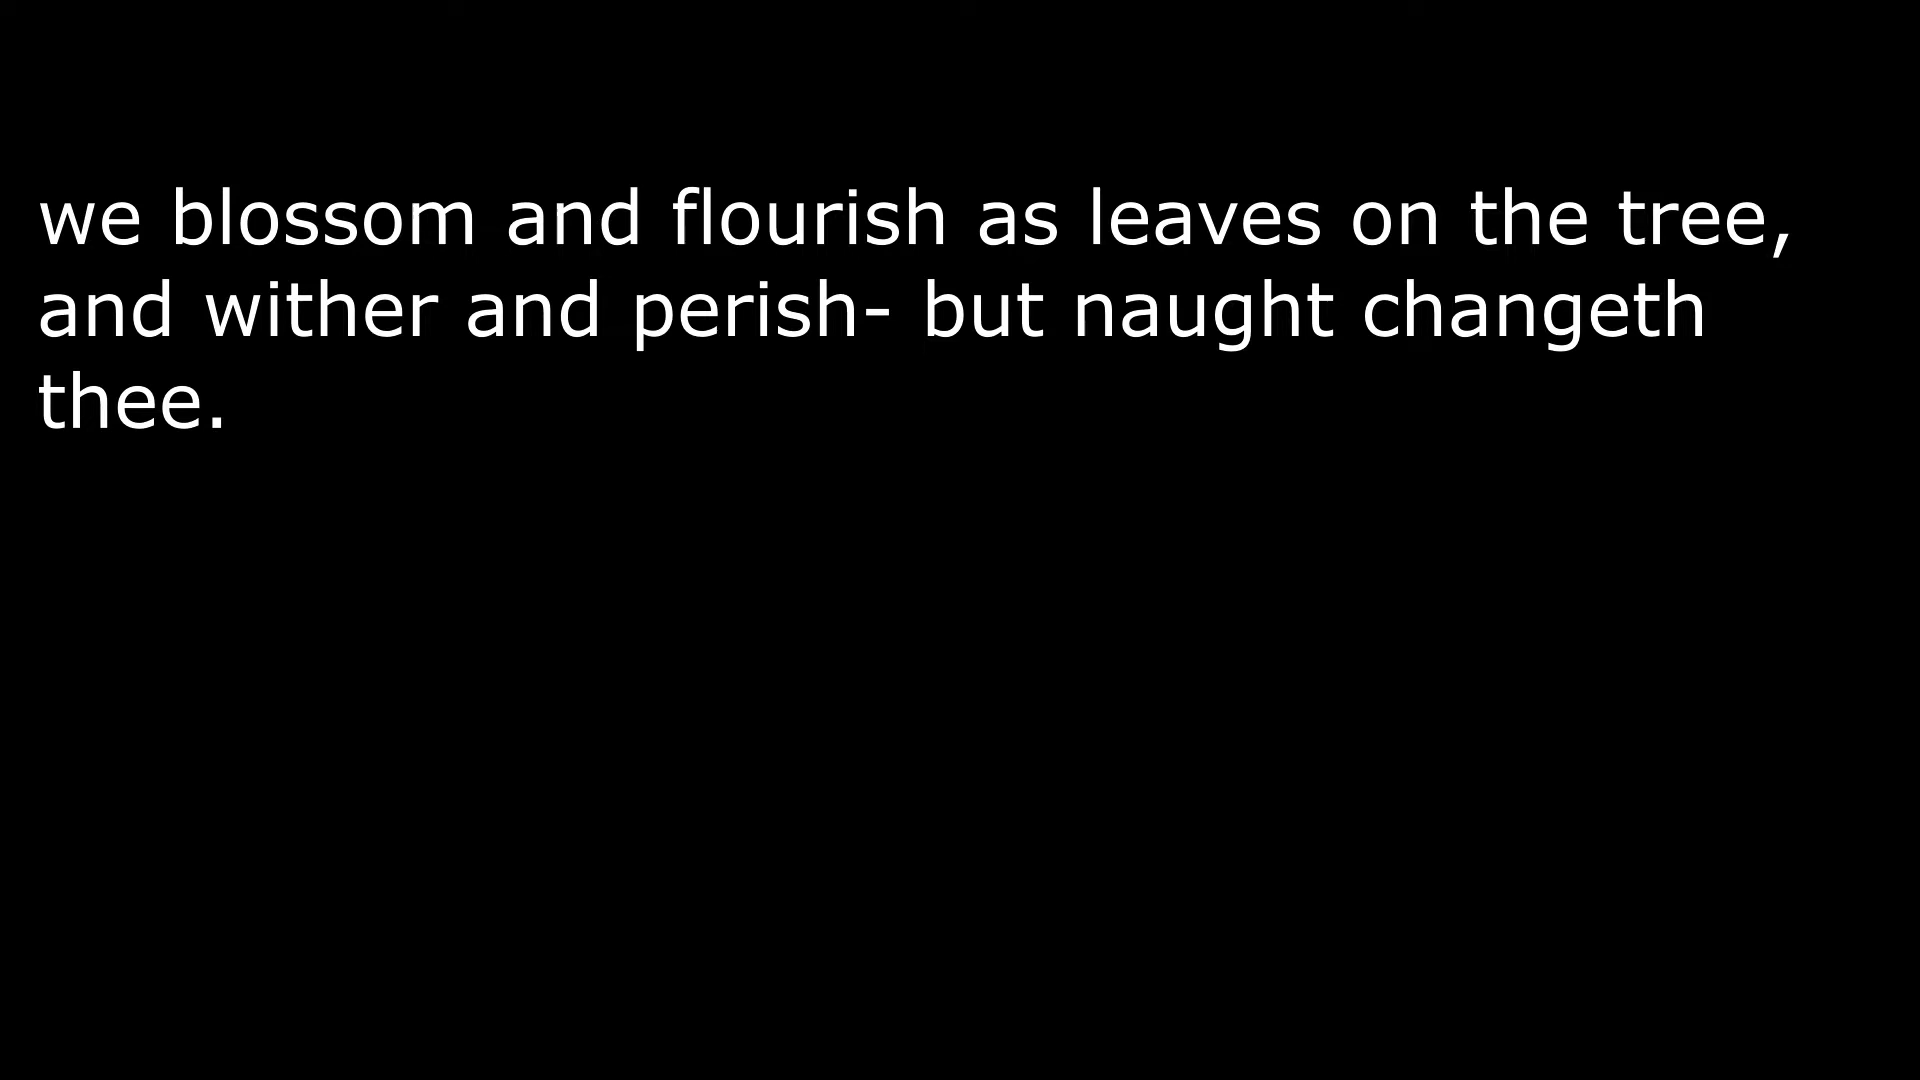 we blossom and flourish as leaves on the tree,
and wither and perish- but naught changeth
thee.